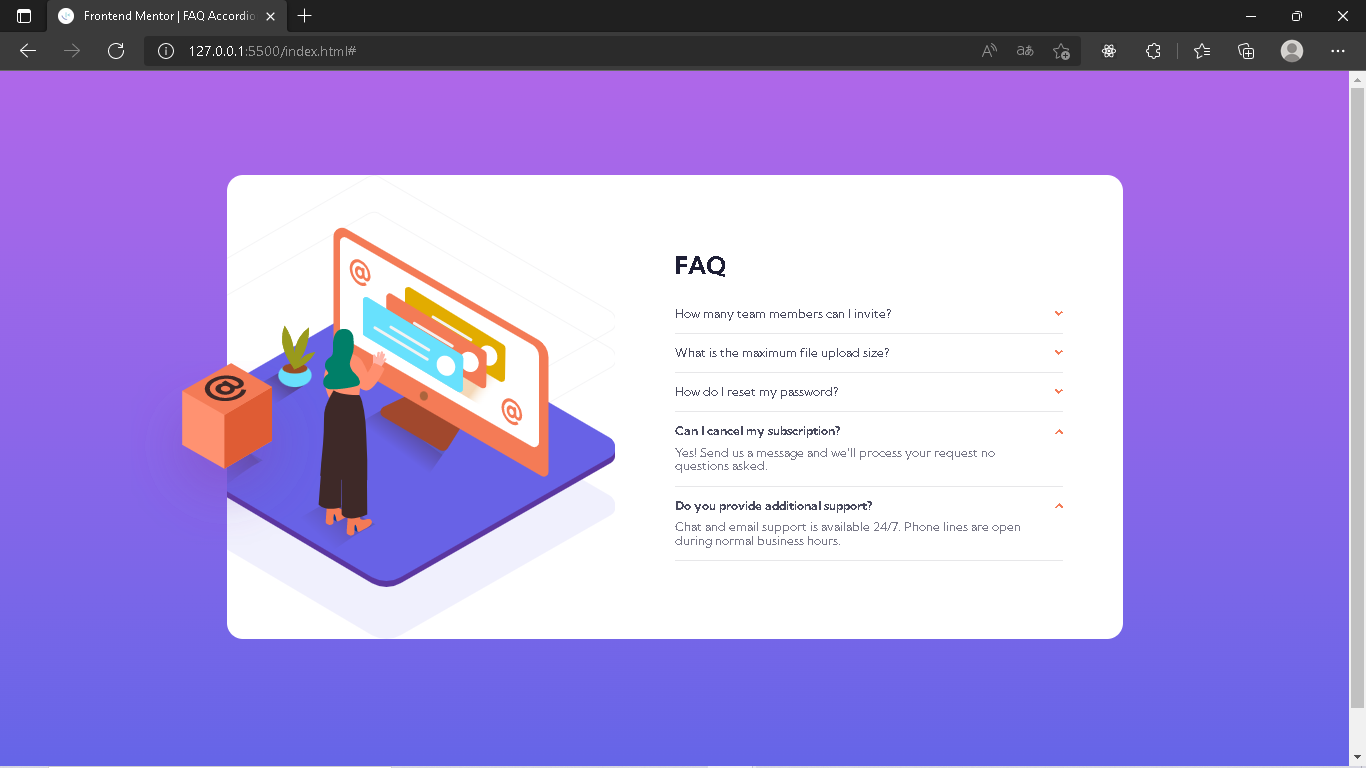 Frontend Mentor | FAQ Accordio
127.0.0.1:5500/index.html#
@
@
@
FAQ
How many team members can I invite?
What is the maximum file upload size?
How do I reset my password?
Can I cancel my subscription?
Yes! Send us a message and we'll process your request no
questions asked.
Do you provide additional support?
Chat and email support is available 24/7. Phone lines are open
during normal business hours.